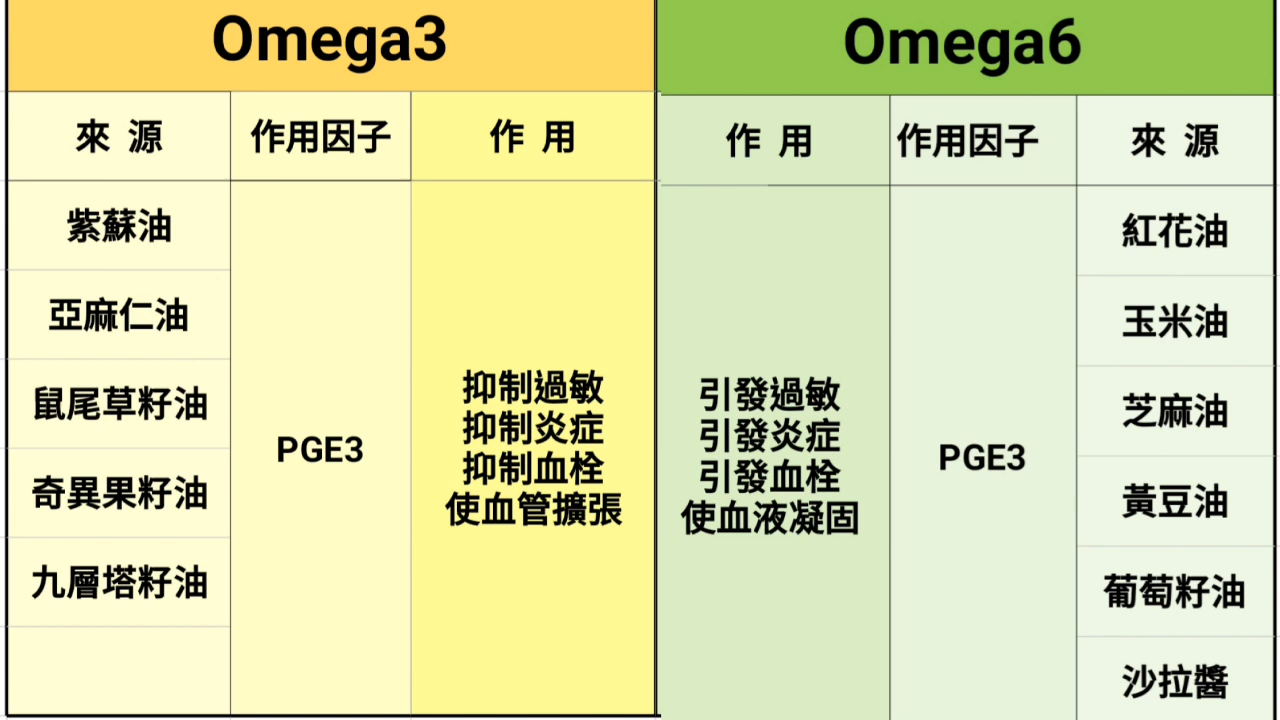 Omega3
Omega6
來 源
作用因子
作 用
作 用
作用因子
來 源
紫蘇油
亞麻仁油
鼠尾草籽油
奇異果籽油
九層塔籽油
PGE3
抑制過敏
抑制炎症
抑制血栓
使血管擴張
引發過敏
引發炎症
引發血栓
使血液凝固
PGE3
紅花油
玉米油
芝麻油
黃豆油
葡萄籽油
沙拉醬